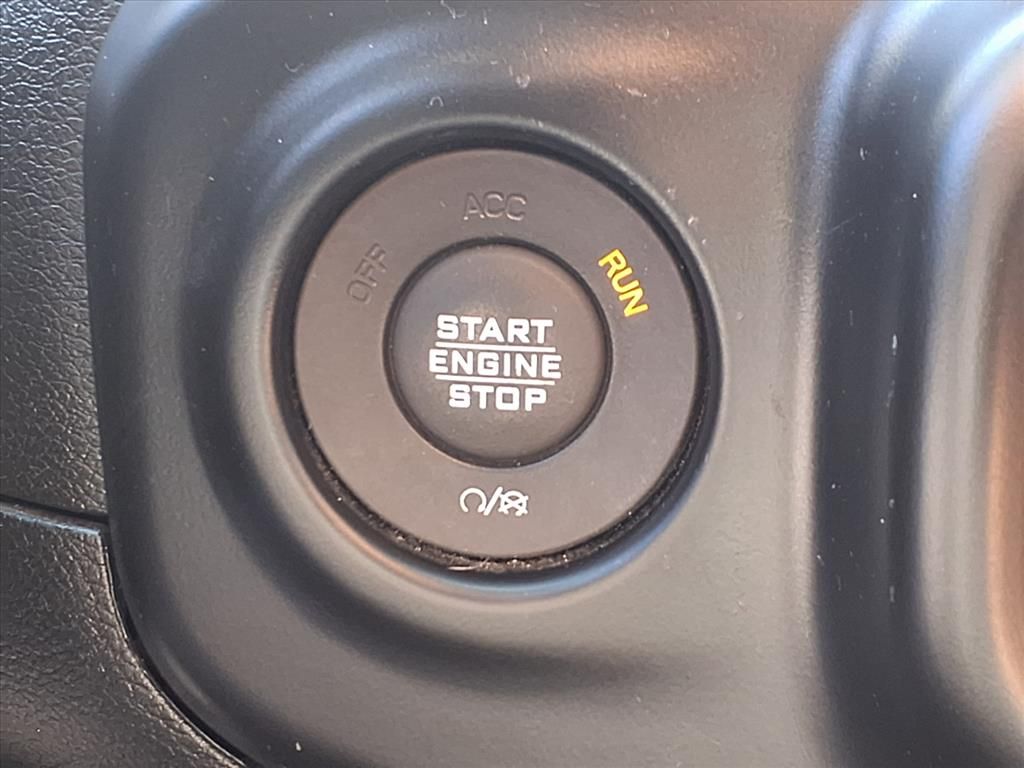 ACC
OFF
RUN
START
ENGINE
STOP